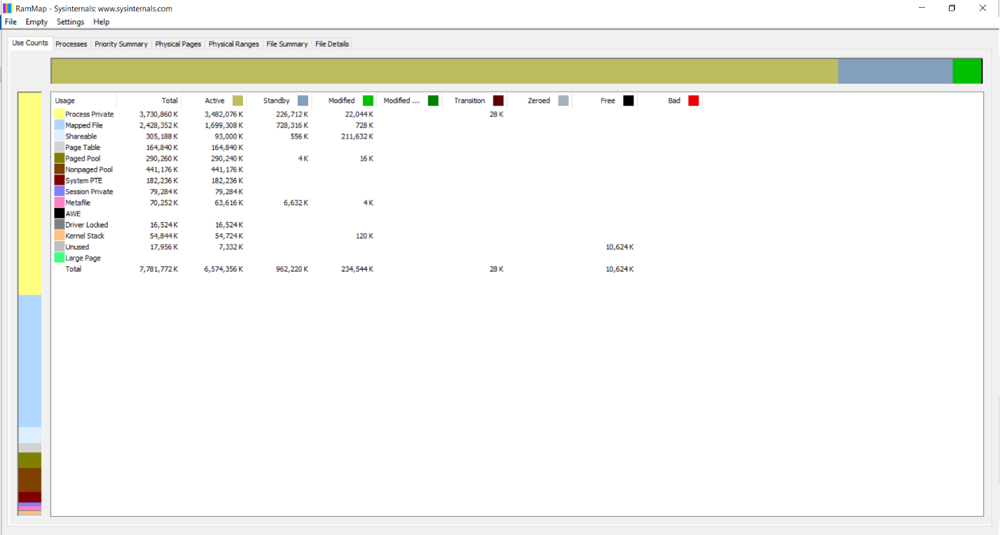 RamMap - Sysinternals: www.sysinternals.com
File Empty Settings Help
Use Counts Processes Priority Summary Physical Pages Physical Ranges File Summary File Details
Usage Total Active Standby Modified Modified ... Transition Zeroed Free Bad
Process Private 3,730,860 K 3,482,076 K 226,712 K 22,044 K 28 K
Mapped File 2,428,352 K 1,699,308 K 728,316 K 728 K
Shareable 305,188 K 93,000 K 556 K 211,632 K
Page Table 164,840 K 164,840 K
Paged Pool 290,260 K 290,240 K 4 K 16 K
Nonpaged Pool 441,176 K 441,176 K
System PTE 182,236 K 182,236 K
Session Private 79,284 K 79,284 K
Metafile 70,252 K 63,616 K 6,632 K 4 K
AWE
Driver Locked 16,524 K 16,524 K
Kernel Stack 54,844 K 54,724 K 120 K
Unused 17,956 K 7,332 K 10,624 K
Large Page
Total 7,781,772 K 6,574,356 K 962,220 K 234,544 K 28 K 10,624 K